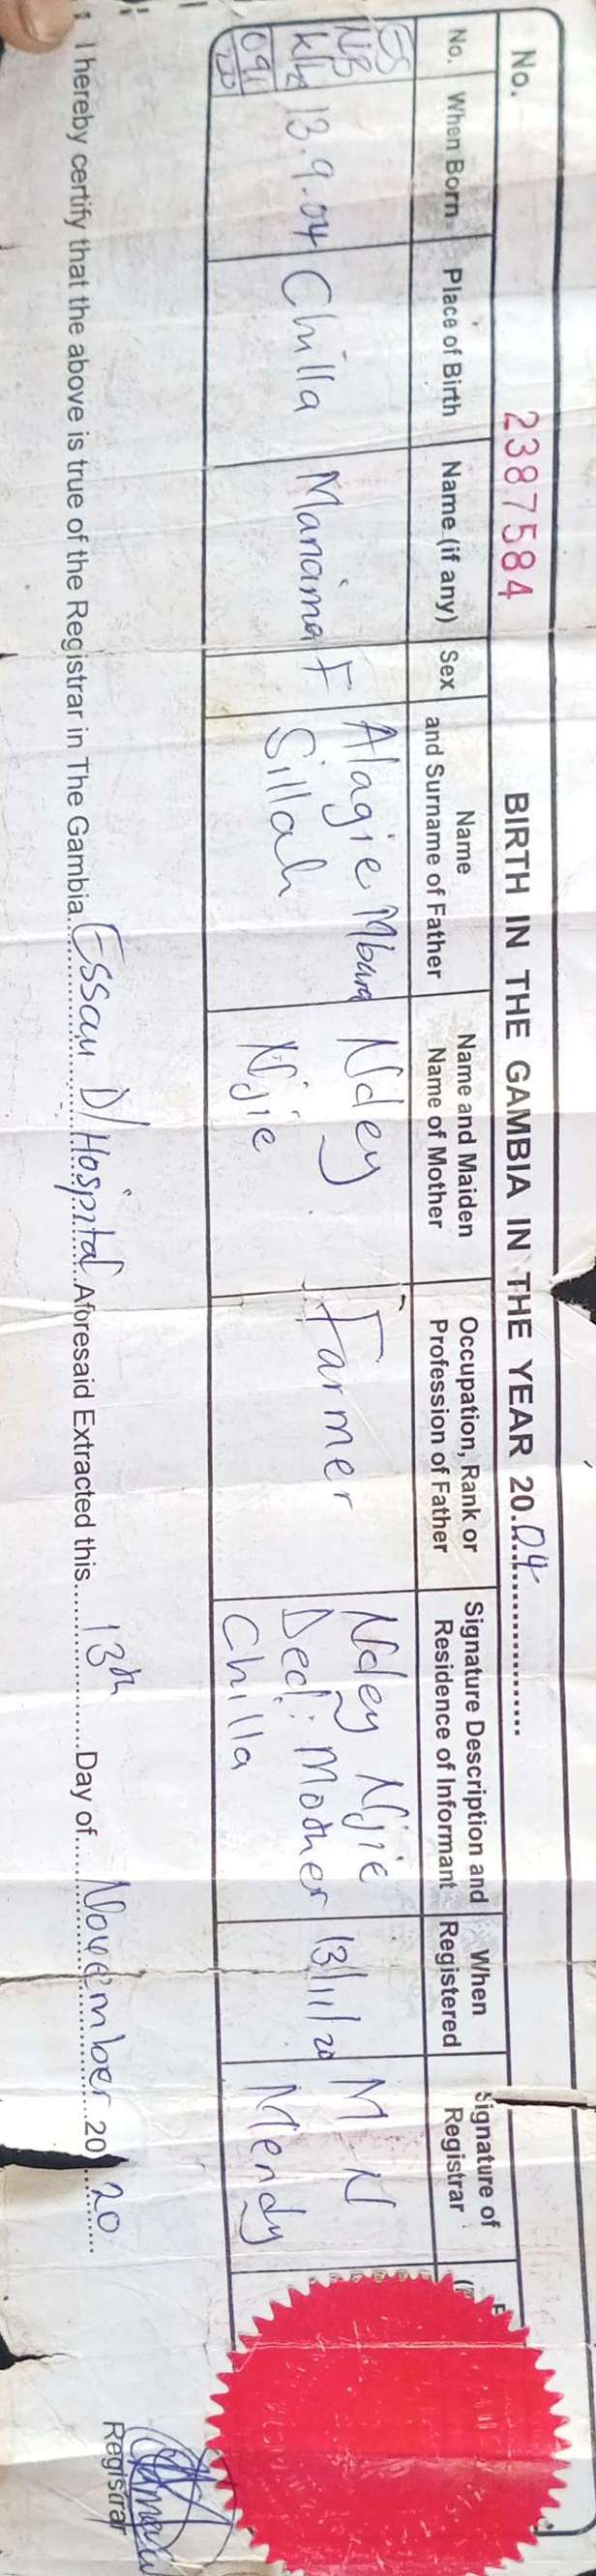 No. 2387584 BIRTH IN THE GAMBIA IN THE YEAR 20.04
No. When Born Place of Birth Name (if any) Sex Name and Surname of Father Name and Maiden Name of Mother Occupation, Rank or Profession of Father Signature Description and Residence of Informant When Registered Signature of Registrar
ES
NB
13.9.04 Chilla Mariama F Alagie Sillah Ndey Njie Farmer Ndey Njie Decl: Mother Chilla 13/11/20 M N Mendy
I hereby certify that the above is true of the Registrar in The Gambia Essau D/Hospital Aforesaid Extracted this 13th Day of November 20 20
Registrar